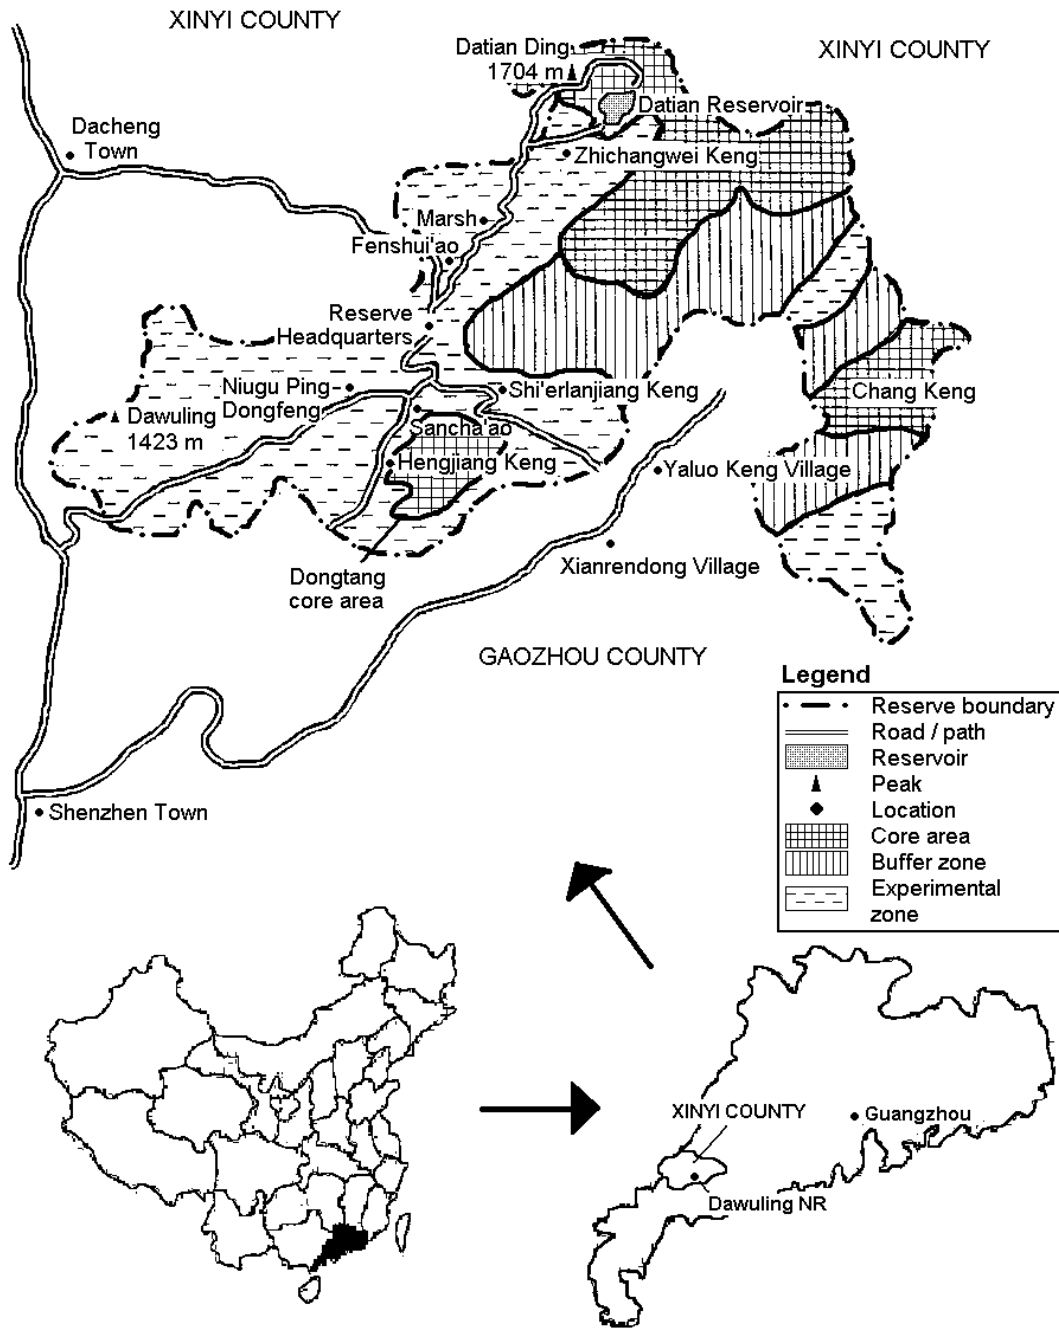 XINYI COUNTY
XINYI COUNTY
Datian Ding
1704 m
Datian Reservoir
Dacheng
Town
Zhichangwei Keng
Marsh
Fenshui'ao
Reserve
Headquarters
Niugu Ping
Dongfeng
Shi'erlanjiang Keng
Chang Keng
Dawuling
1423 m
Sancha'ao
Hengjiang Keng
Yaluo Keng Village
Xianrendong Village
Dongtang
core area
GAOZHOU COUNTY
Shenzhen Town
Legend
Reserve boundary
Road / path
Reservoir
Peak
Location
Core area
Buffer zone
Experimental
zone
XINYI COUNTY
Guangzhou
Dawuling NR